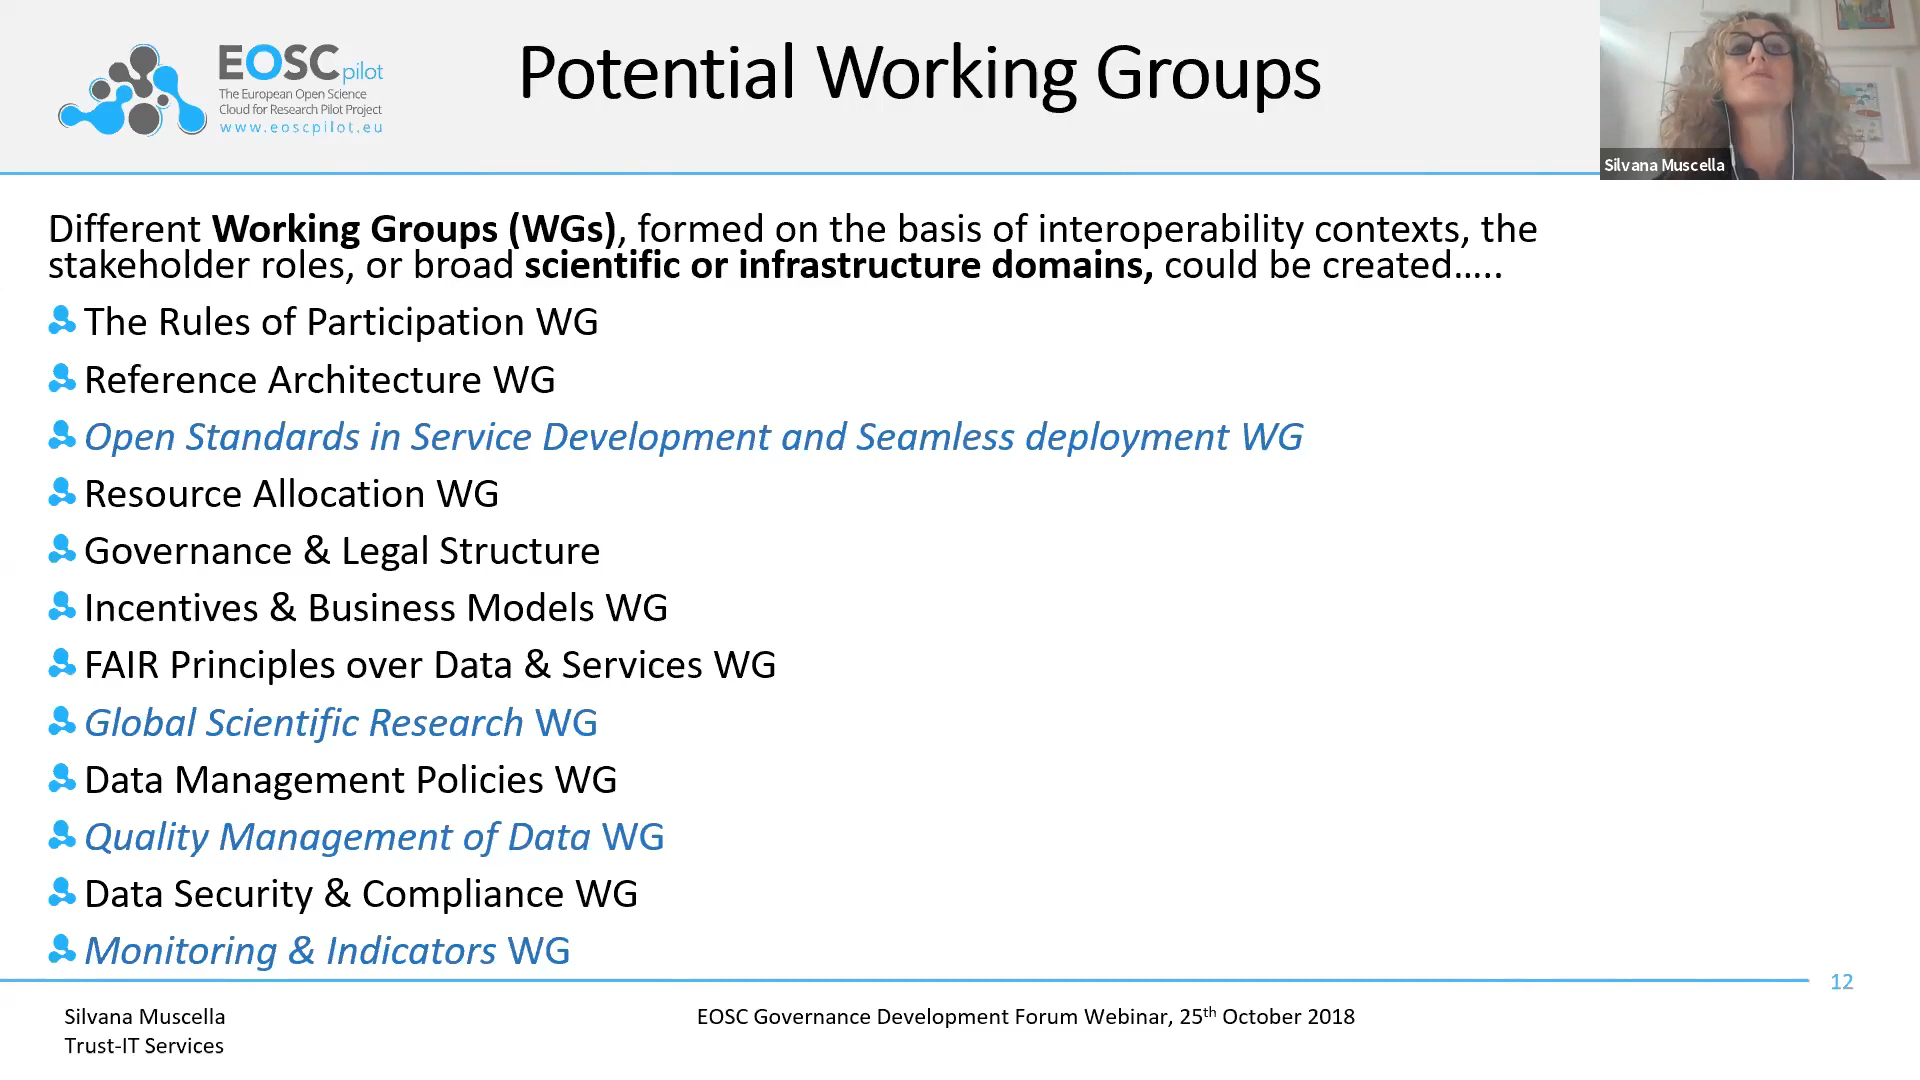 EOSCpilot
The European Open Science
Cloud for Research Pilot Project
www.eoscpilot.eu
Potential Working Groups
Silvana Muscella
Different Working Groups (WGs), formed on the basis of interoperability contexts, the
stakeholder roles, or broad scientific or infrastructure domains, could be created.....
The Rules of Participation WG
Reference Architecture WG
Open Standards in Service Development and Seamless deployment WG
Resource Allocation WG
Governance & Legal Structure
Incentives & Business Models WG
FAIR Principles over Data & Services WG
Global Scientific Research WG
Data Management Policies WG
Quality Management of Data WG
Data Security & Compliance WG
Monitoring & Indicators WG
12
Silvana Muscella
Trust-IT Services
EOSC Governance Development Forum Webinar, 25th October 2018